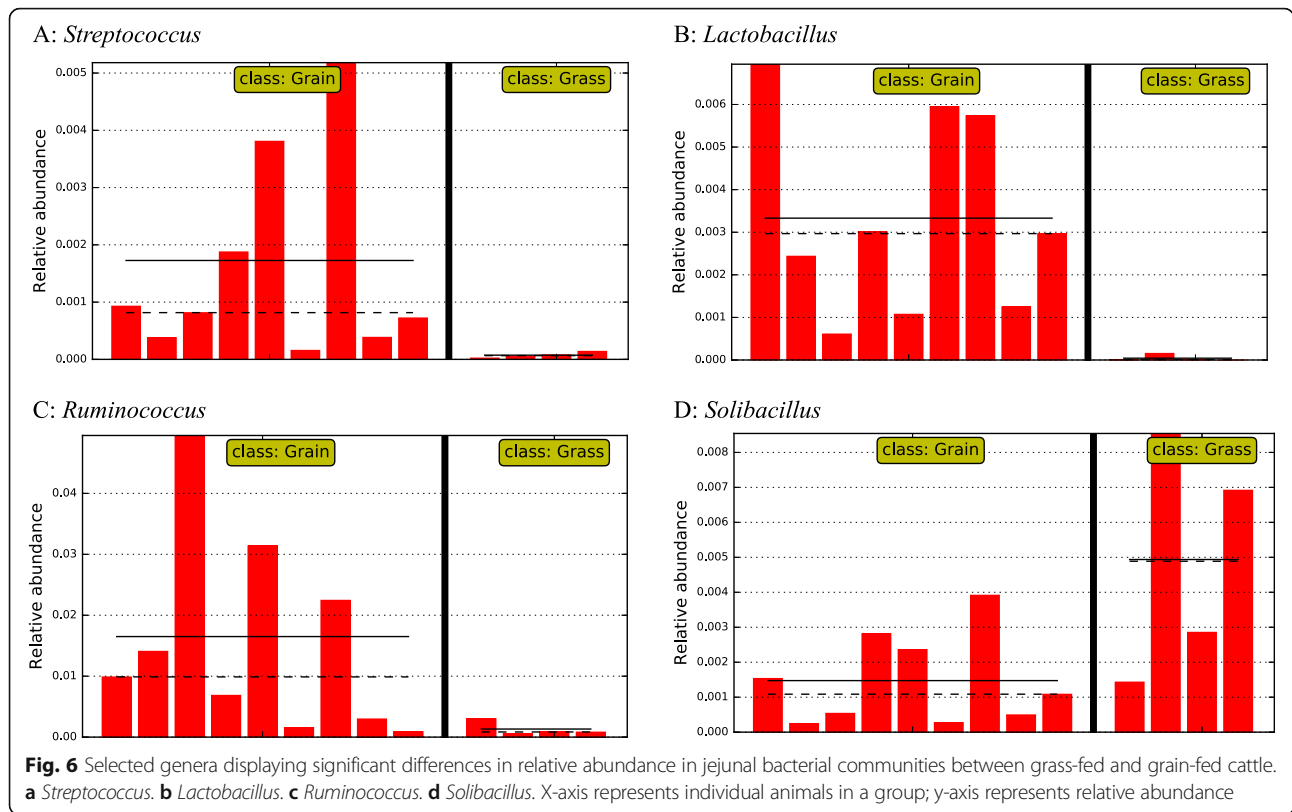 A: Streptococcus
class: Grain
class: Grass
Relative abundance
0.005
0.004
0.003
0.002
0.001
0.000
B: Lactobacillus
class: Grain
class: Grass
Relative abundance
0.006
0.005
0.004
0.003
0.002
0.001
0.000
C: Ruminococcus
class: Grain
class: Grass
Relative abundance
0.04
0.03
0.02
0.01
0.00
D: Solibacillus
class: Grain
class: Grass
Relative abundance
0.008
0.007
0.006
0.005
0.004
0.003
0.002
0.001
0.000
Fig. 6 Selected genera displaying significant differences in relative abundance in jejunal bacterial communities between grass-fed and grain-fed cattle.
a Streptococcus. b Lactobacillus. c Ruminococcus. d Solibacillus. X-axis represents individual animals in a group; y-axis represents relative abundance